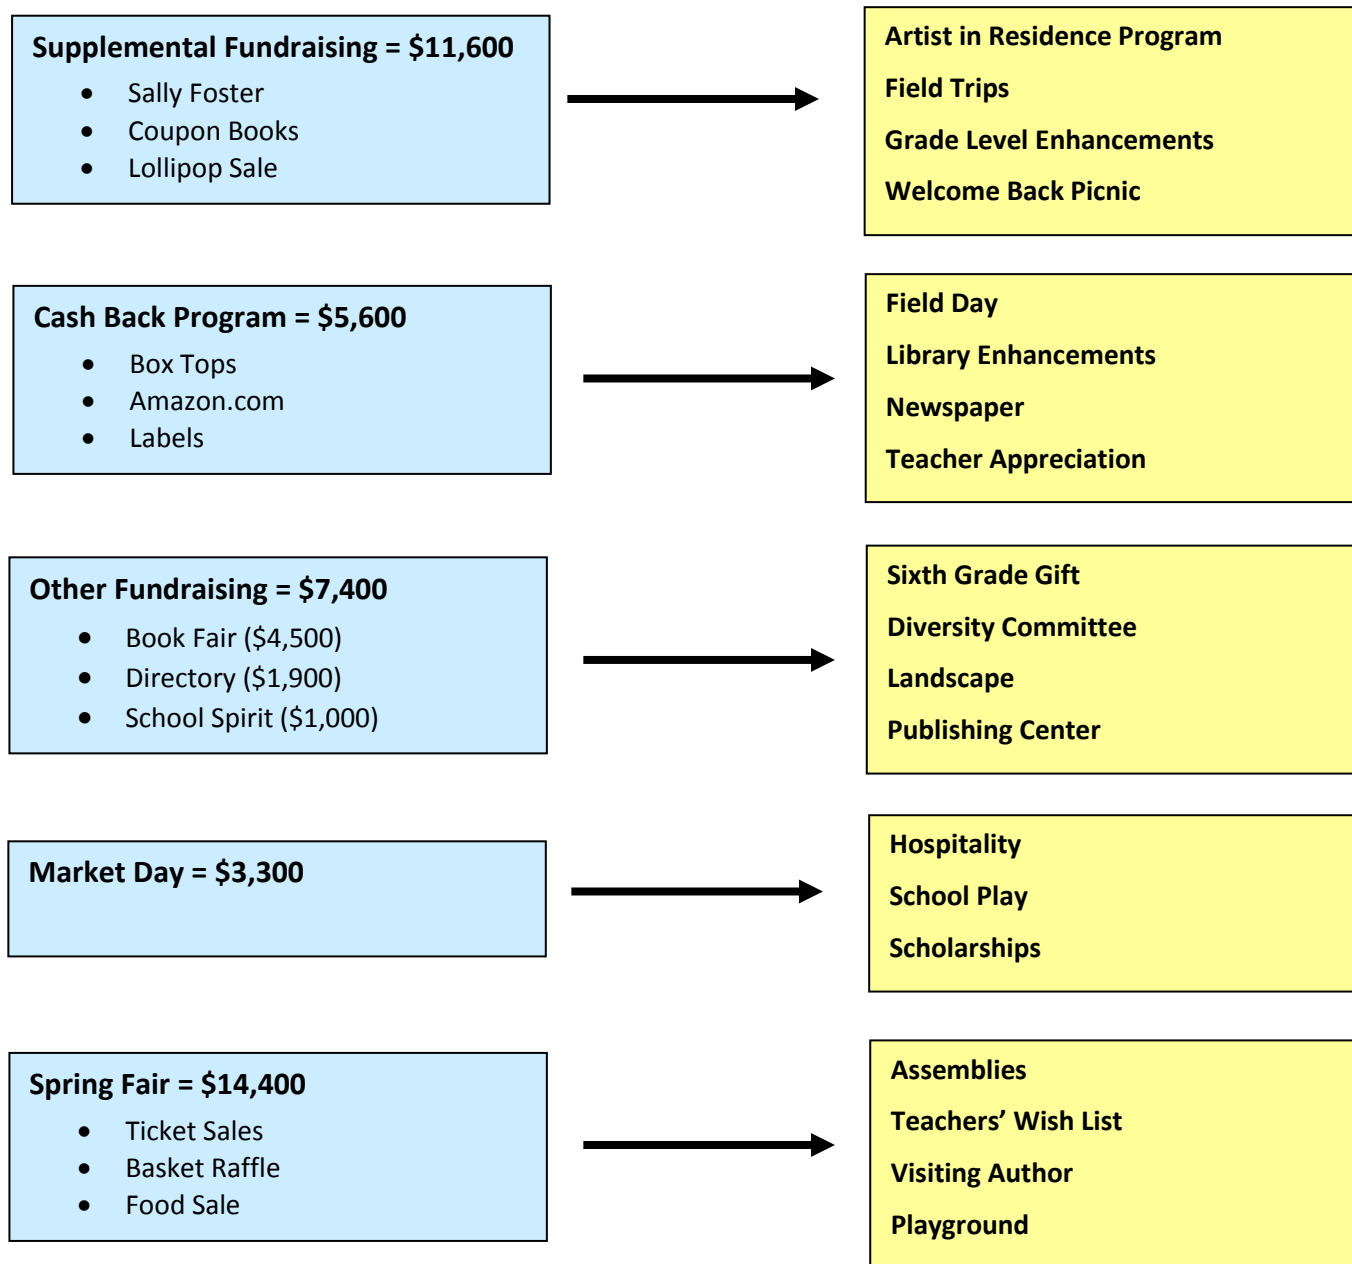 Supplemental Fundraising = $11,600
• Sally Foster
• Coupon Books
• Lollipop Sale
Artist in Residence Program
Field Trips
Grade Level Enhancements
Welcome Back Picnic
Cash Back Program = $5,600
• Box Tops
• Amazon.com
• Labels
Field Day
Library Enhancements
Newspaper
Teacher Appreciation
Other Fundraising = $7,400
• Book Fair ($4,500)
• Directory ($1,900)
• School Spirit ($1,000)
Sixth Grade Gift
Diversity Committee
Landscape
Publishing Center
Market Day = $3,300
Hospitality
School Play
Scholarships
Spring Fair = $14,400
• Ticket Sales
• Basket Raffle
• Food Sale
Assemblies
Teachers’ Wish List
Visiting Author
Playground